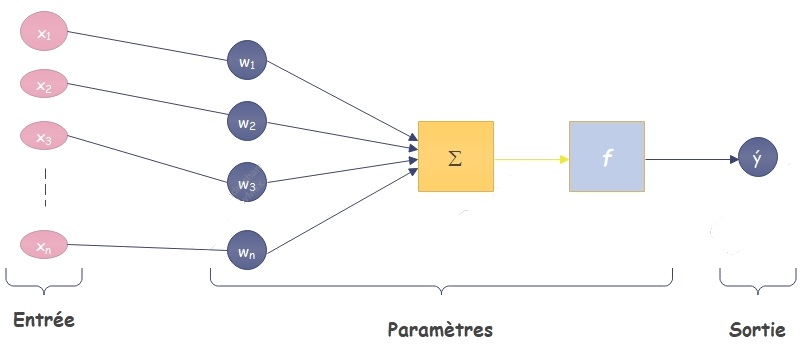 x₁
x₂
x₃
xₙ
w₁
w₂
w₃
wₙ
Σ
f
ý
Entrée
Paramètres
Sortie